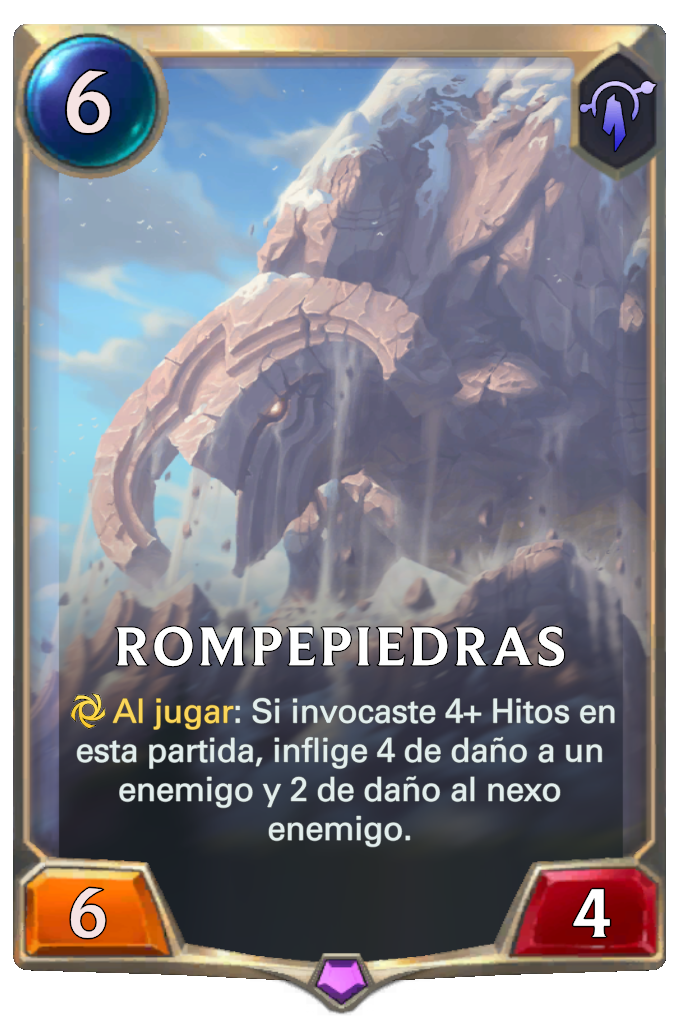 6
ROMPEPIEDRAS
Al jugar: Si invocaste 4+ Hitos en
esta partida, inflige 4 de daño a un
enemigo y 2 de daño al nexo
enemigo.
6
4